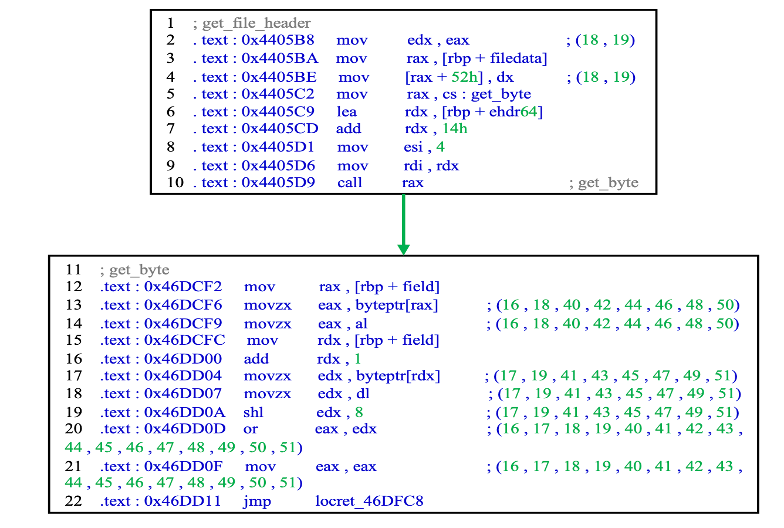 1 ; get_file_header
2 . text : 0x4405B8 mov edx , eax ; (18 , 19)
3 . text : 0x4405BA mov rax , [rbp + filedata]
4 . text : 0x4405BE mov [rax + 52h] , dx ; (18 , 19)
5 . text : 0x4405C2 mov rax , cs : get_byte
6 . text : 0x4405C9 lea rdx , [rbp + ehdr64]
7 . text : 0x4405CD add rdx , 14h
8 . text : 0x4405D1 mov esi , 4
9 . text : 0x4405D6 mov rdi , rdx
10 . text : 0x4405D9 call rax ; get_byte
11 ; get_byte
12 .text : 0x46DCF2 mov rax , [rbp + field]
13 .text : 0x46DCF6 movzx eax , byteptr[rax] ; (16 , 18 , 40 , 42 , 44 , 46 , 48 , 50)
14 .text : 0x46DCF9 movzx eax , al ; (16 , 18 , 40 , 42 , 44 , 46 , 48 , 50)
15 .text : 0x46DCFC mov rdx , [rbp + field]
16 .text : 0x46DD00 add rdx , 1
17 .text : 0x46DD04 movzx edx , byteptr[rdx] ; (17 , 19 , 41 , 43 , 45 , 47 , 49 , 51)
18 .text : 0x46DD07 movzx edx , dl ; (17 , 19 , 41 , 43 , 45 , 47 , 49 , 51)
19 .text : 0x46DD0A shl edx , 8 ; (17 , 19 , 41 , 43 , 45 , 47 , 49 , 51)
20 .text : 0x46DD0D or eax , edx ; (16 , 17 , 18 , 19 , 40 , 41 , 42 , 43 ,
44 , 45 , 46 , 47 , 48 , 49 , 50 , 51)
21 .text : 0x46DD0F mov eax , eax ; (16 , 17 , 18 , 19 , 40 , 41 , 42 , 43 ,
44 , 45 , 46 , 47 , 48 , 49 , 50 , 51)
22 .text : 0x46DD11 jmp locret_46DFC8